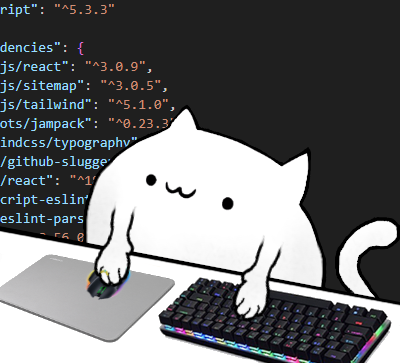 ript": "^5.3.3"
dencies": {
js/react": "^3.0.9",
js/sitemap": "^3.0.5",
js/tailwind": "^5.1.0",
ots/jampack": "^0.23.3
indcss/typography"
/github-slugge
/react": "^1
cript-eslint
eslint-pars